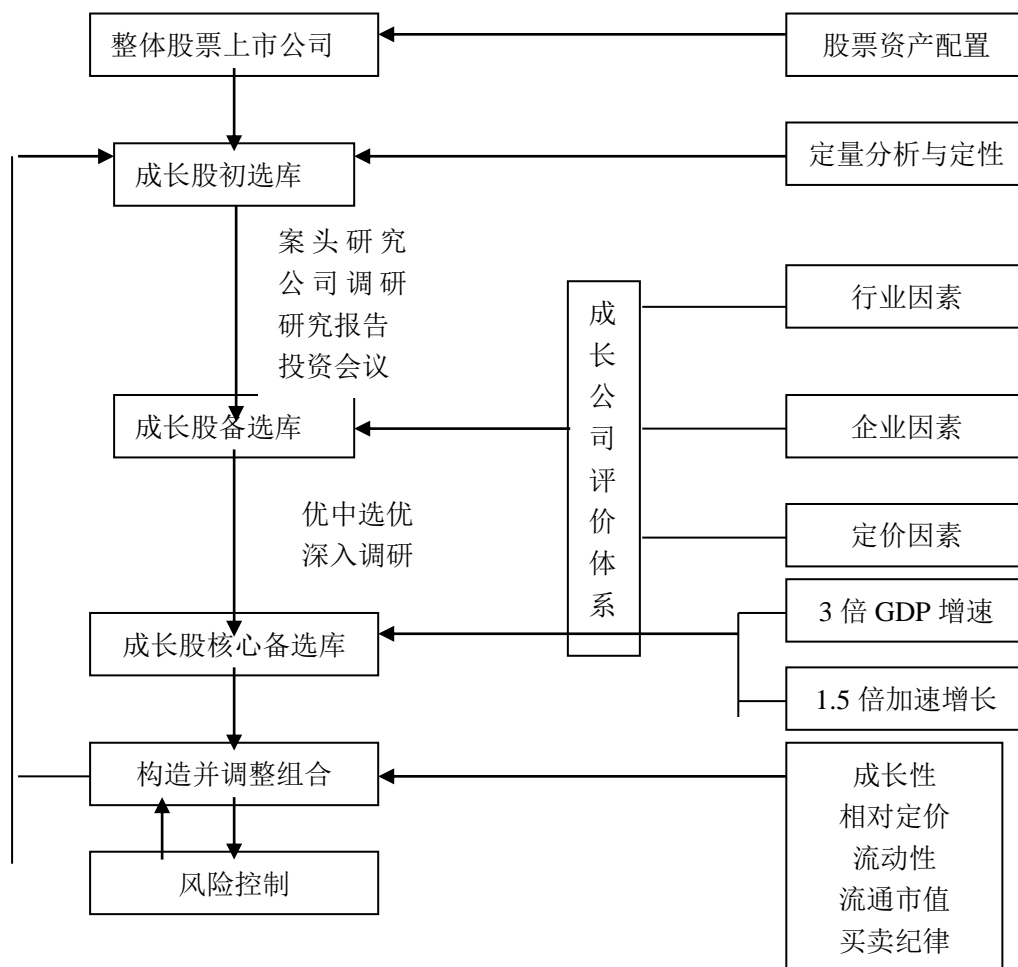 整体股票上市公司
股票资产配置
成长股初选库
定量分析与定性
案头研究
公司调研
研究报告
投资会议
成长公司评价体系
行业因素
成长股备选库
企业因素
优中选优
深入调研
定价因素
3 倍 GDP 增速
成长股核心备选库
1.5 倍加速增长
构造并调整组合
成长性
相对定价
流动性
流通市值
买卖纪律
风险控制